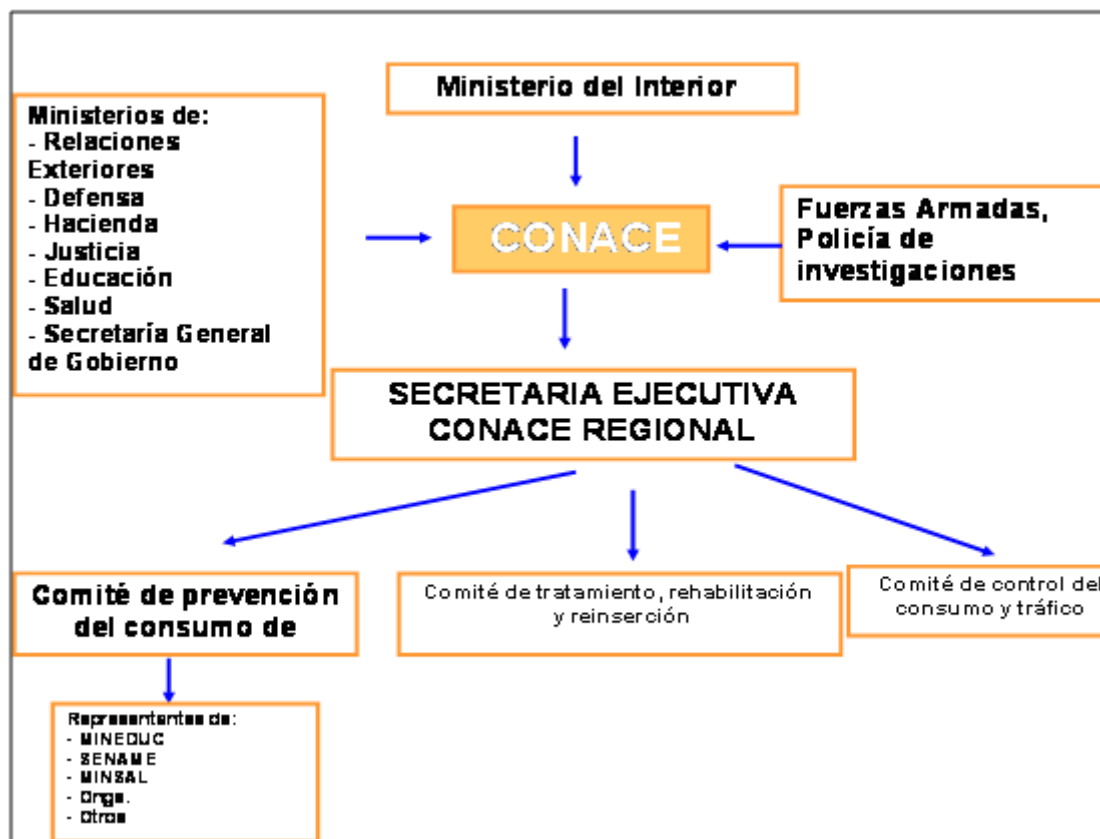 Ministerio del Interior
Ministerios de:
- Relaciones
Exteriores
- Defensa
- Hacienda
- Justicia
- Educación
- Salud
- Secretaría General
de Gobierno
CONACE
Fuerzas Armadas,
Policía de
investigaciones
SECRETARIA EJECUTIVA
CONACE REGIONAL
Comité de prevención
del consumo de
Comité de tratamiento, rehabilitación
y reinserción
Comité de control del
consumo y tráfico
Representantes de:
- MINEDUC
- SENAME
- MINSAL
- Ongs.
- Otros